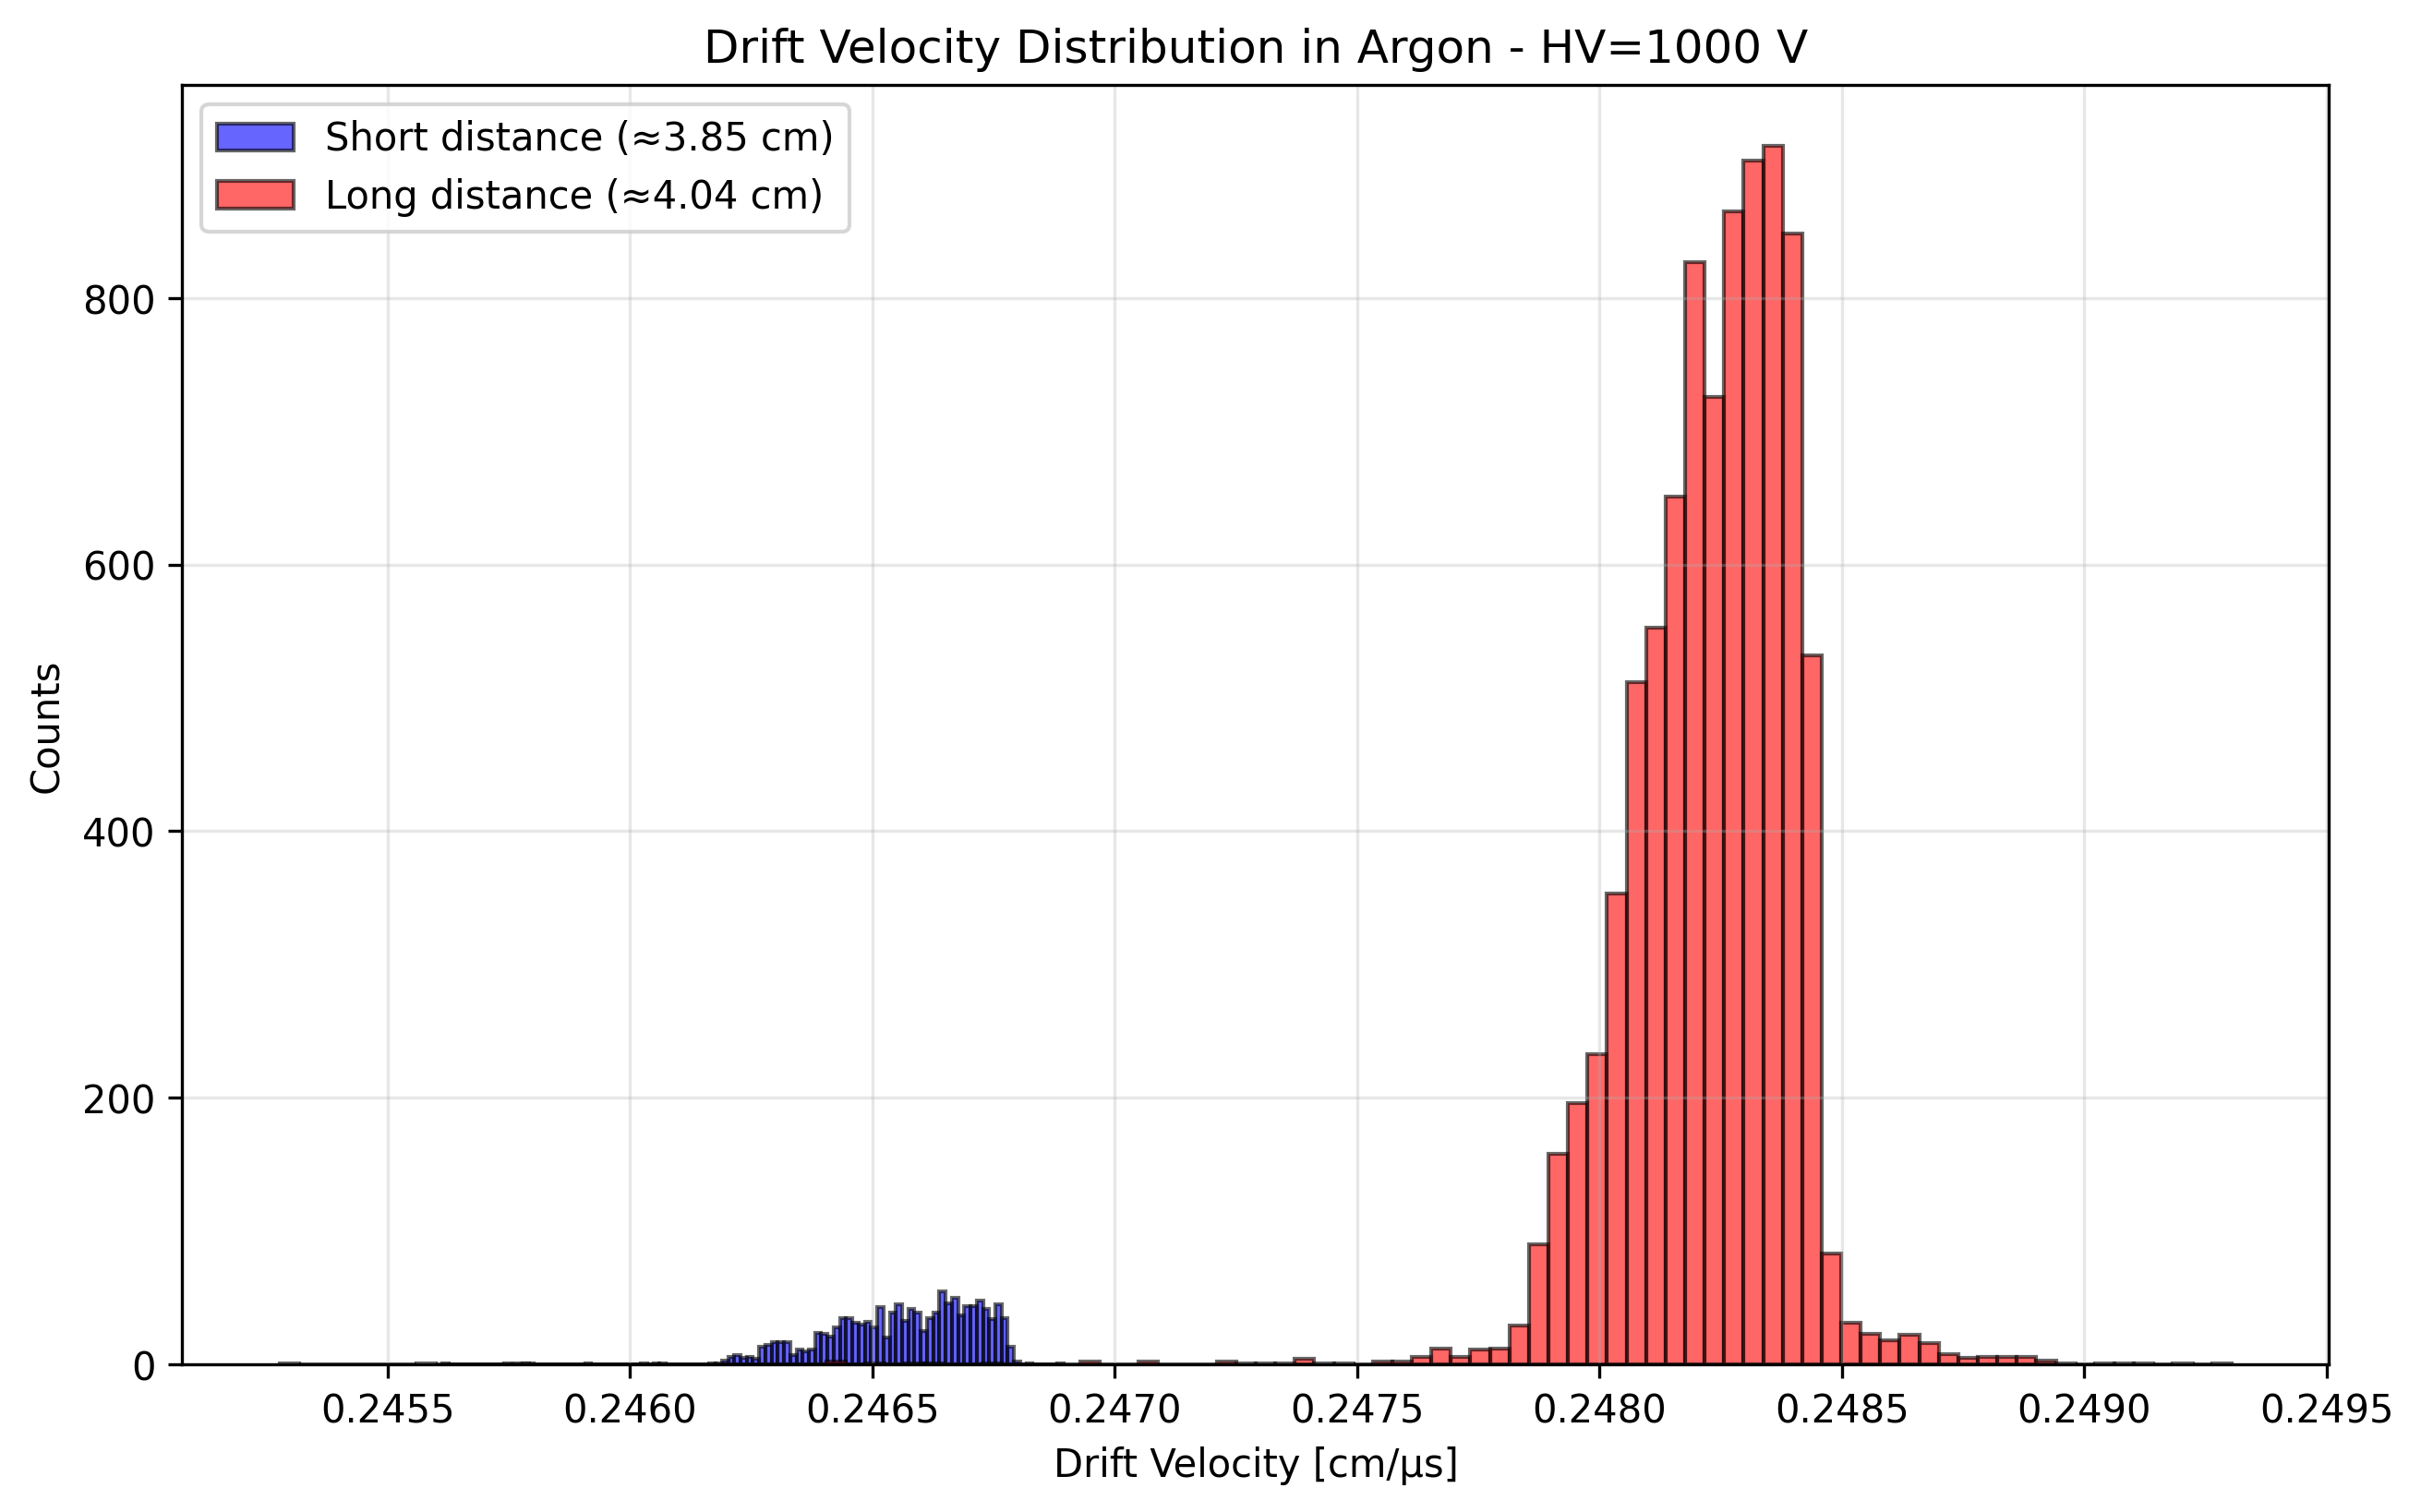 Drift Velocity Distribution in Argon - HV=1000 V
Short distance (≈3.85 cm)
Long distance (≈4.04 cm)
800
600
400
200
0
Counts
0.2455 0.2460 0.2465 0.2470 0.2475 0.2480 0.2485 0.2490 0.2495
Drift Velocity [cm/μs]